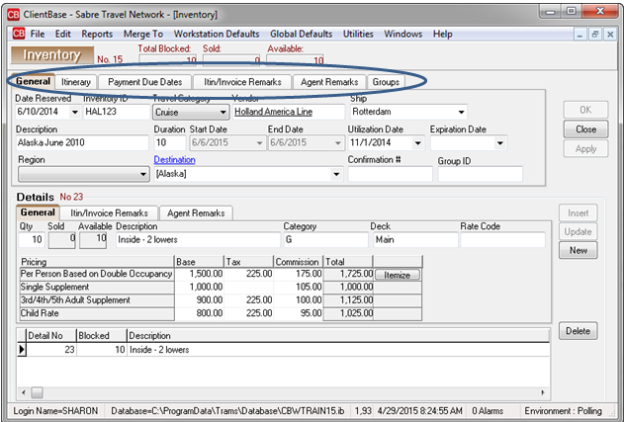 ClientBase - Sabre Travel Network - [Inventory]
File Edit Reports Merge To Workstation Defaults Global Defaults Utilities Windows Help
Total Blocked: Sold: Available:
Inventory No. 15 10 0 10
General Itinerary Payment Due Dates Itin/Invoice Remarks Agent Remarks Groups
Date Reserved Inventory ID Travel Category Vendor Ship
6/10/2014 HAL123 Cruise Holland America Line Rotterdam OK
Description Duration Start Date End Date Utilization Date Expiration Date Close
Alaska June 2010 10 6/6/2015 6/6/2015 11/1/2014 Apply
Region Destination Confirmation # Group ID
[Alaska]
Details No 23
General Itin/Invoice Remarks Agent Remarks Insert
Qty Sold Available Description Category Deck Rate Code Update
10 0 10 Inside - 2 lowers G Main
New
Pricing Base Tax Commission Total
Per Person Based on Double Occupancy 1,500.00 225.00 175.00 1,725.00 Itemize
Single Supplement 1,000.00 105.00 1,000.00
3rd/4th/5th Adult Supplement 900.00 225.00 100.00 1,125.00
Child Rate 800.00 225.00 95.00 1,025.00
Detail No Blocked Description Delete
23 10 Inside - 2 lowers
Login Name=SHARON Database=C:\ProgramData\Trams\Database\CBWTRAIN15.ib 1,93 4/29/2015 8:24:55 AM 0 Alarms Environment : Polling